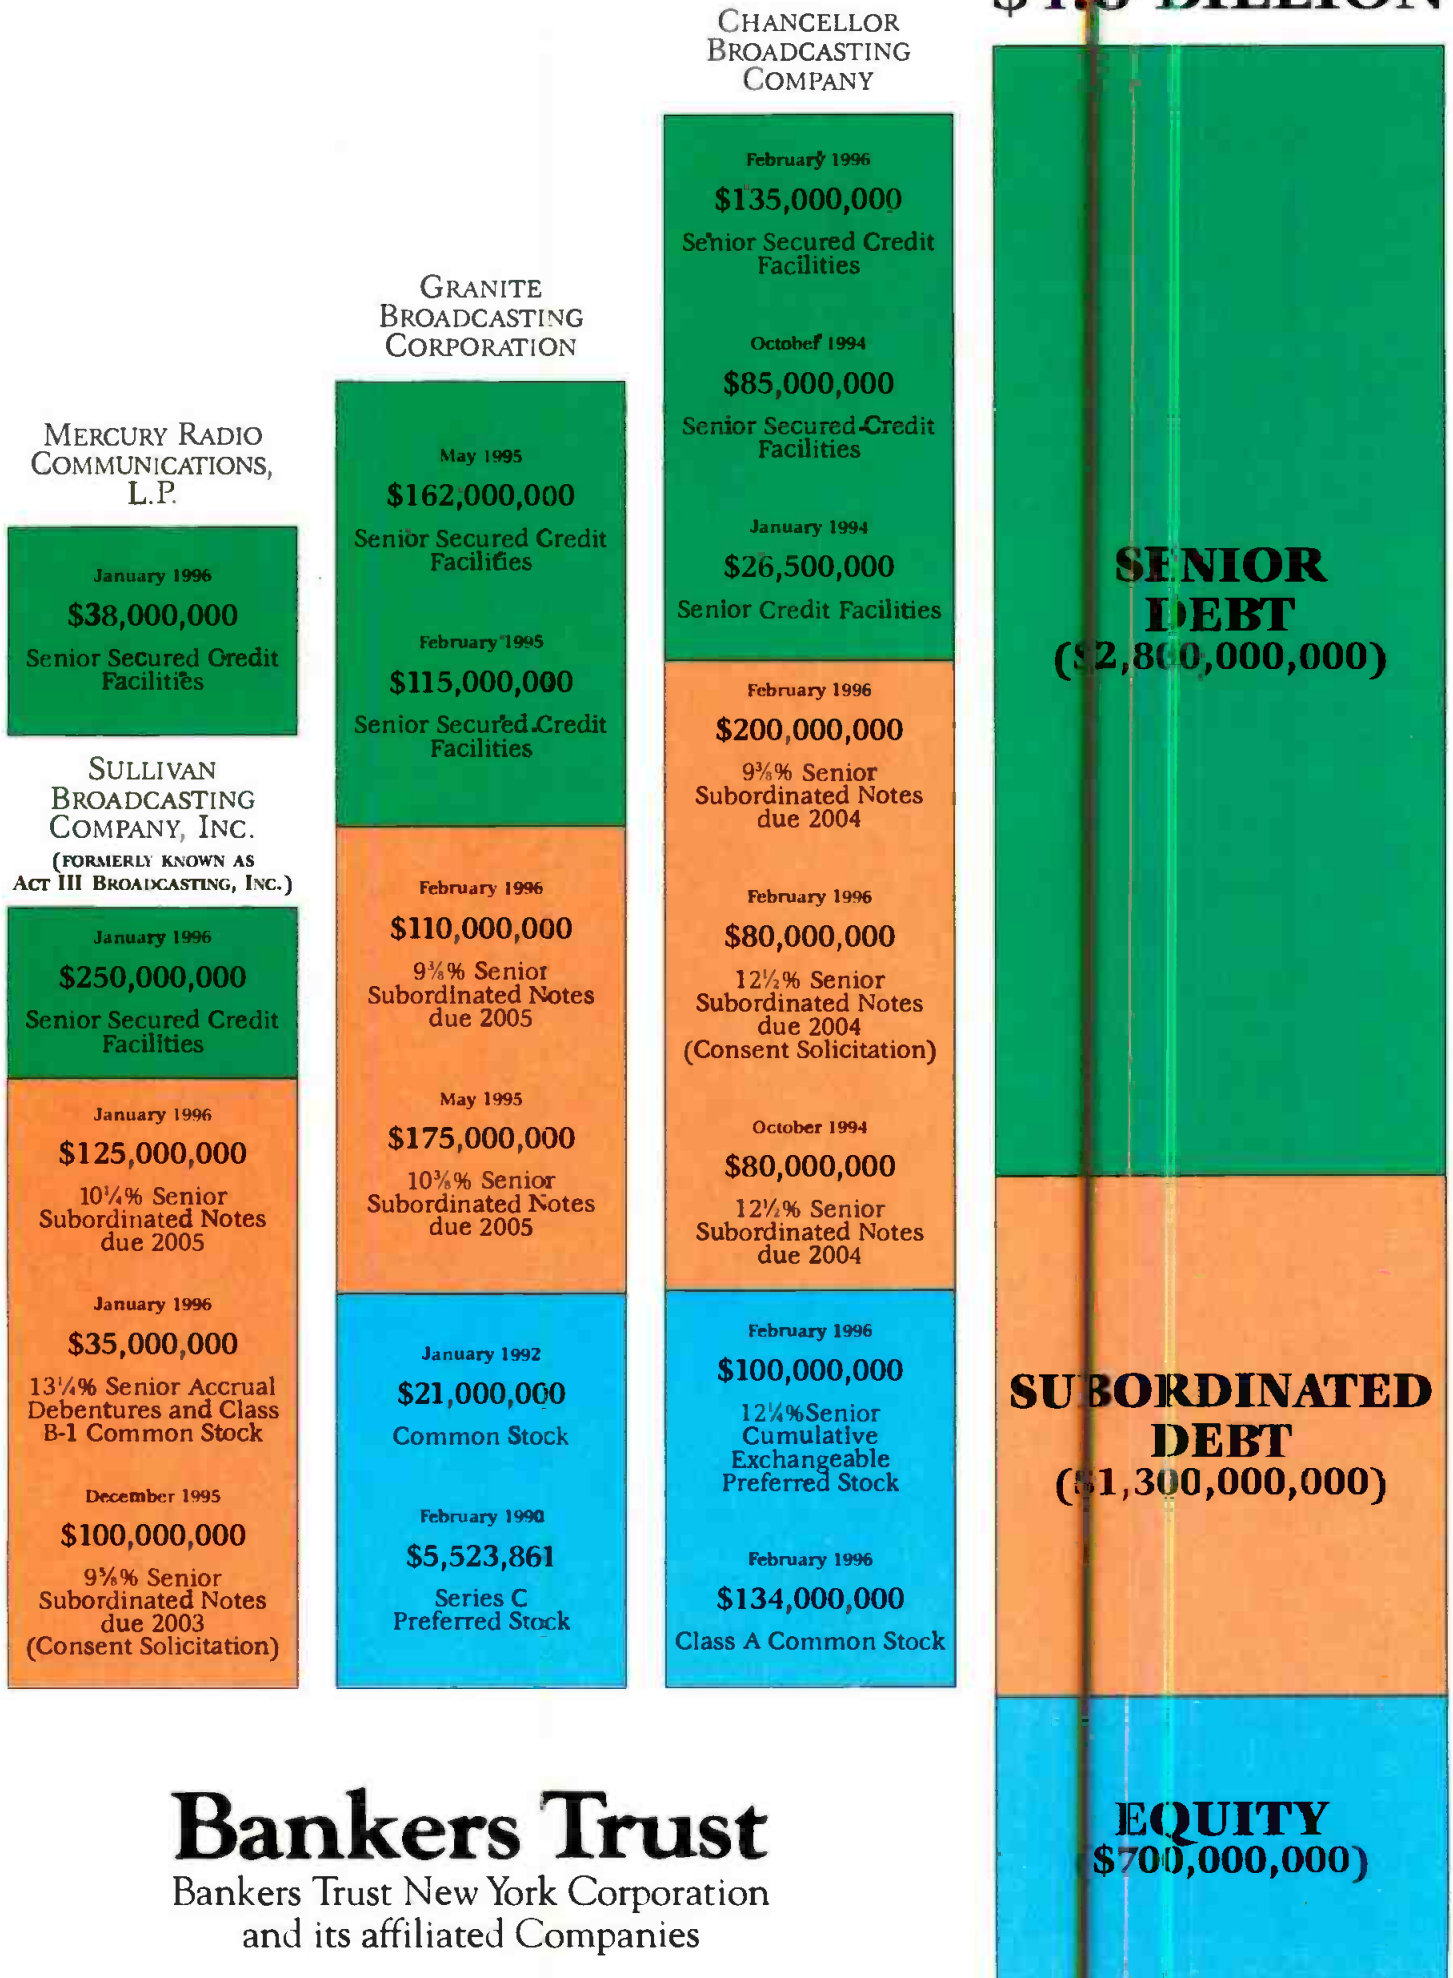 MERCURY RADIO
COMMUNICATIONS,
L.P.
January 1996
$38,000,000
Senior Secured Credit
Facilities
SULLIVAN
BROADCASTING
COMPANY, INC.
(FORMERLY KNOWN AS
ACT III BROADCASTING, INC.)
January 1996
$250,000,000
Senior Secured Credit
Facilities
January 1996
$125,000,000
10¼% Senior
Subordinated Notes
due 2005
January 1996
$35,000,000
13¼% Senior Accrual
Debentures and Class
B-1 Common Stock
December 1995
$100,000,000
9⅝% Senior
Subordinated Notes
due 2003
(Consent Solicitation)
GRANITE
BROADCASTING
CORPORATION
May 1995
$162,000,000
Senior Secured Credit
Facilities
February 1995
$115,000,000
Senior Secured Credit
Facilities
February 1996
$110,000,000
9⅜% Senior
Subordinated Notes
due 2005
May 1995
$175,000,000
10⅜% Senior
Subordinated Notes
due 2005
January 1992
$21,000,000
Common Stock
February 1990
$5,523,861
Series C
Preferred Stock
CHANCELLOR
BROADCASTING
COMPANY
February 1996
$135,000,000
Senior Secured Credit
Facilities
October 1994
$85,000,000
Senior Secured Credit
Facilities
January 1994
$26,500,000
Senior Credit Facilities
February 1996
$200,000,000
9⅜% Senior
Subordinated Notes
due 2004
February 1996
$80,000,000
12½% Senior
Subordinated Notes
due 2004
(Consent Solicitation)
October 1994
$80,000,000
12½% Senior
Subordinated Notes
due 2004
February 1996
$100,000,000
12¼%Senior
Cumulative
Exchangeable
Preferred Stock
February 1996
$134,000,000
Class A Common Stock
BILLION
SENIOR
DEBT
($2,800,000,000)
SUBORDINATED
DEBT
($1,300,000,000)
EQUITY
($700,000,000)
Bankers Trust
Bankers Trust New York Corporation
and its affiliated Companies